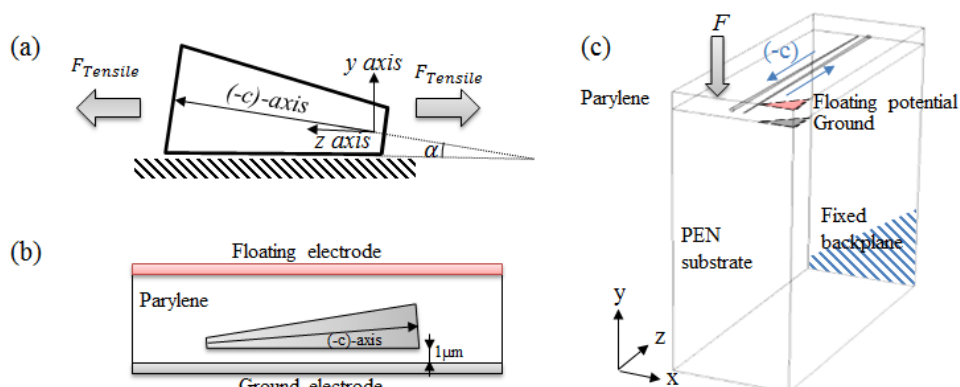 (a)
F_Tensile
(-c)-axis
y axis
z axis
α
F_Tensile
(b)
Floating electrode
Parylene
(-c)-axis
1μm
Ground electrode
(c)
F
(-c)
Parylene
Floating potential
Ground
PEN
substrate
Fixed
backplane
y
z
x